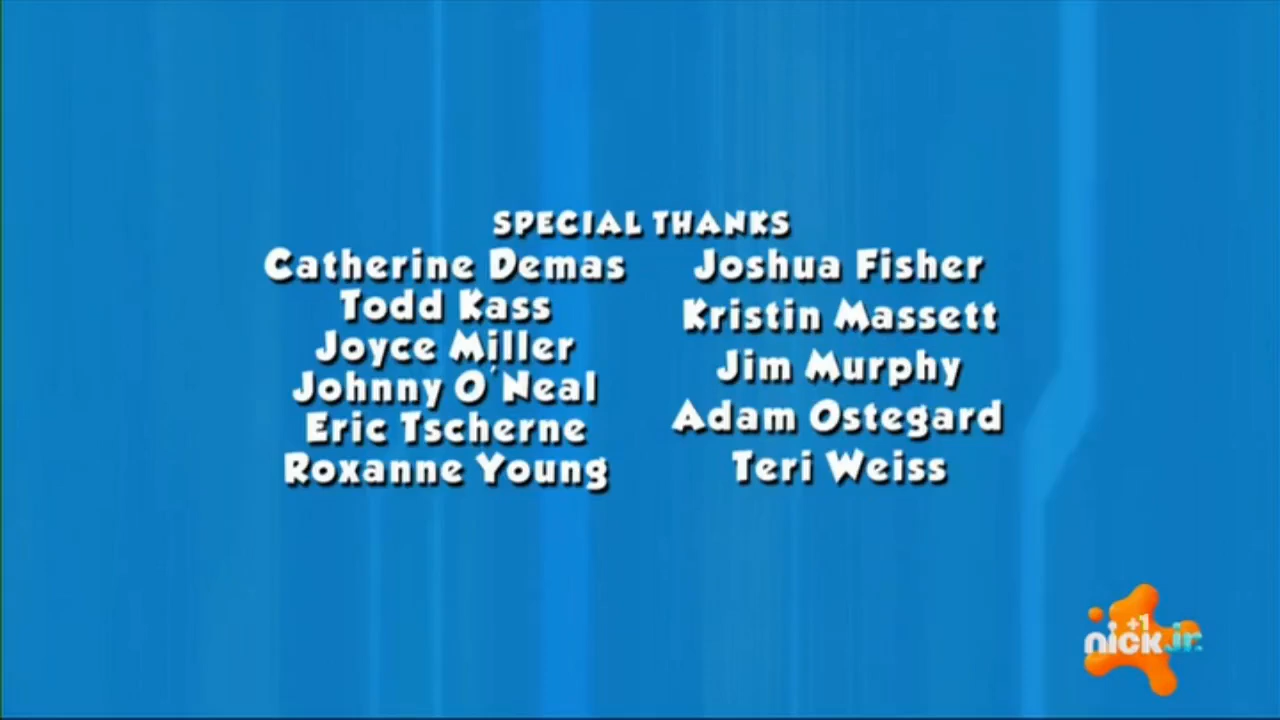 SPECIAL THANKS
Catherine Demas
Todd Kass
Joyce Miller
Johnny O'Neal
Eric Tscherne
Roxanne Young
Joshua Fisher
Kristin Massett
Jim Murphy
Adam Ostegard
Teri Weiss
+1
nick jr.